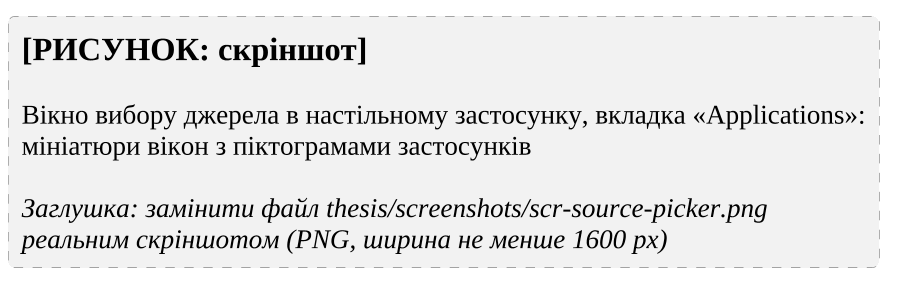 [РИСУНОК: скріншот]
Вікно вибору джерела в настільному застосунку, вкладка «Applications»:
мініатюри вікон з піктограмами застосунків
Заглушка: замінити файл thesis/screenshots/scr-source-picker.png
реальним скріншотом (PNG, ширина не менше 1600 px)